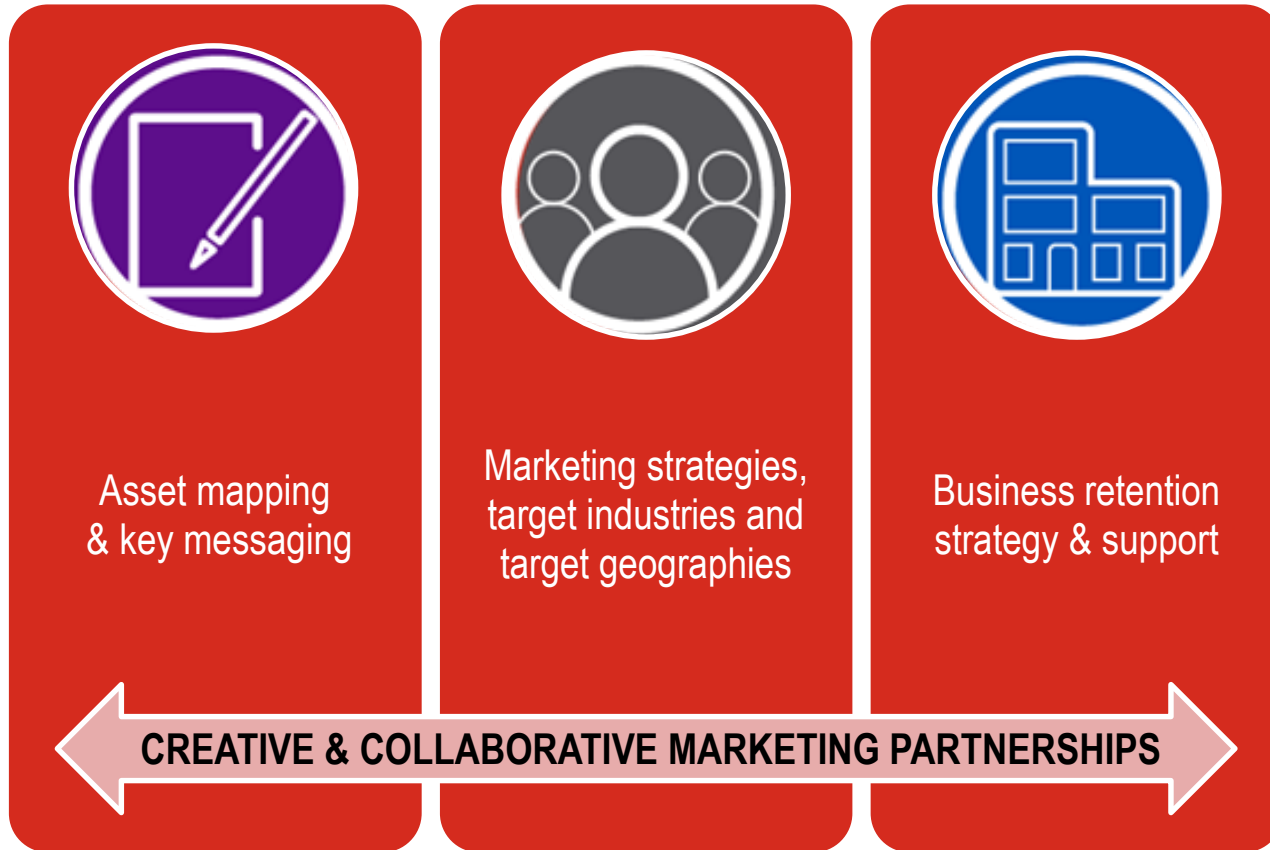 Asset mapping
& key messaging
Marketing strategies,
target industries and
target geographies
Business retention
strategy & support
CREATIVE & COLLABORATIVE MARKETING PARTNERSHIPS